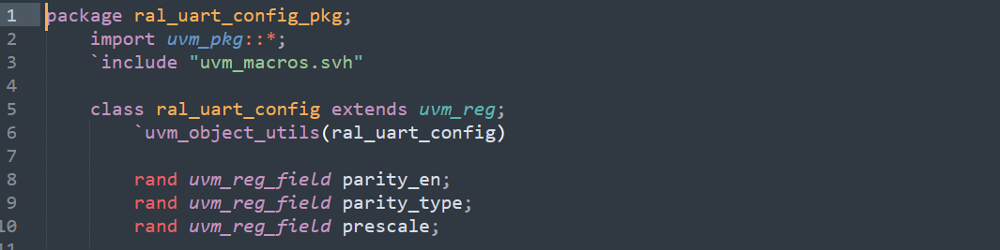 1 package ral_uart_config_pkg;
2 import uvm_pkg::*;
3 `include "uvm_macros.svh"
4
5 class ral_uart_config extends uvm_reg;
6 `uvm_object_utils(ral_uart_config)
7
8 rand uvm_reg_field parity_en;
9 rand uvm_reg_field parity_type;
10 rand uvm_reg_field prescale;